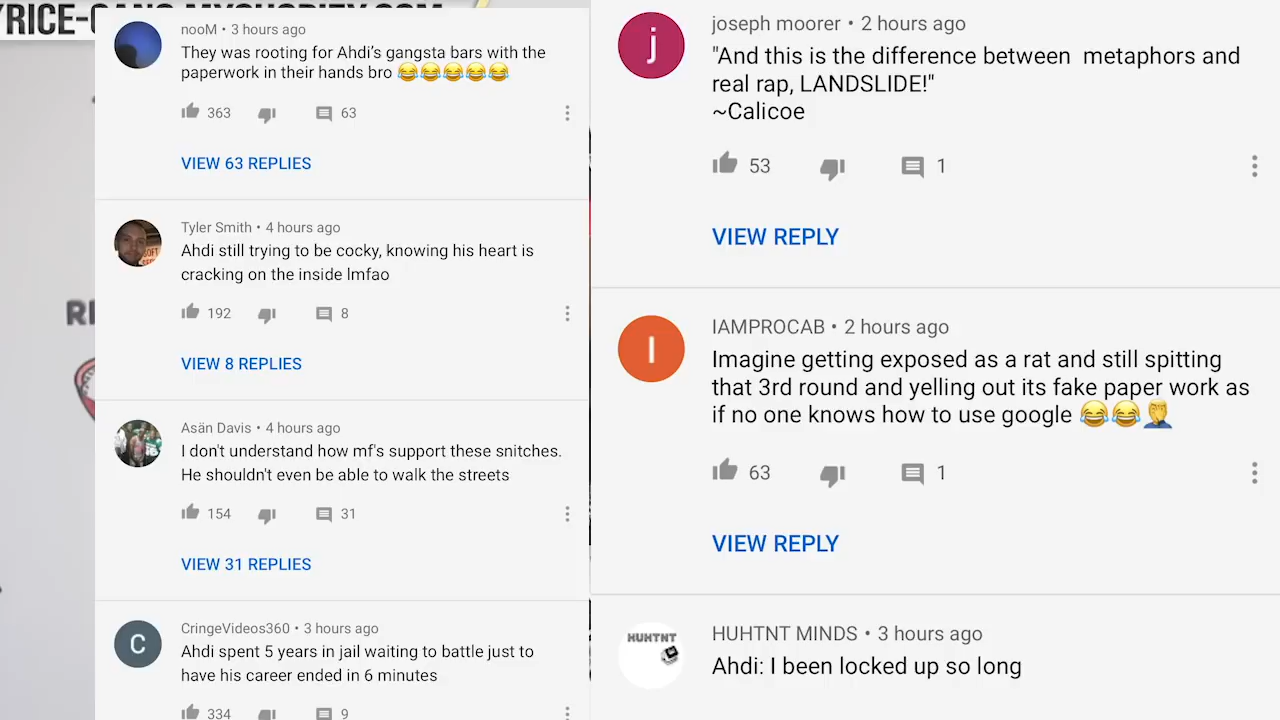 nooM • 3 hours ago
They was rooting for Ahdi’s gangsta bars with the
paperwork in their hands bro 😂😂😂😂😂
363 63
VIEW 63 REPLIES
Tyler Smith • 4 hours ago
Ahdi still trying to be cocky, knowing his heart is
cracking on the inside lmfao
192 8
VIEW 8 REPLIES
Asän Davis • 4 hours ago
I don't understand how mf's support these snitches.
He shouldn't even be able to walk the streets
154 31
VIEW 31 REPLIES
C
CringeVideos360 • 3 hours ago
Ahdi spent 5 years in jail waiting to battle just to
have his career ended in 6 minutes
334 9
j
joseph moorer • 2 hours ago
"And this is the difference between metaphors and
real rap, LANDSLIDE!"
~Calicoe
53 1
VIEW REPLY
I
IAMPROCAB • 2 hours ago
Imagine getting exposed as a rat and still spitting
that 3rd round and yelling out its fake paper work as
if no one knows how to use google 😂😂🤦‍♂️
63 1
VIEW REPLY
HUHTNT
HUHTNT MINDS • 3 hours ago
Ahdi: I been locked up so long